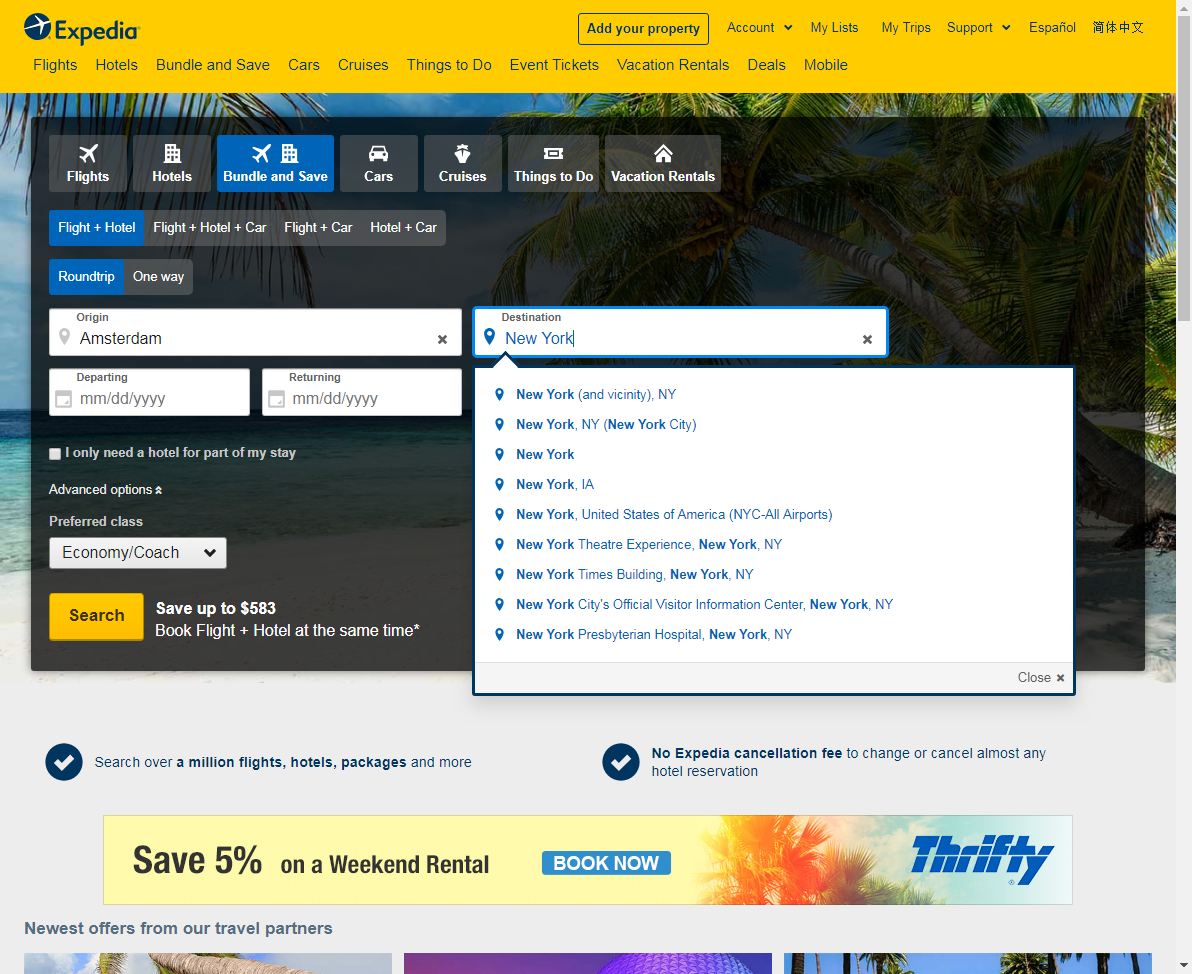 Expedia
Add your property
Account
My Lists
My Trips
Support
Español
简体中文
Flights
Hotels
Bundle and Save
Cars
Cruises
Things to Do
Event Tickets
Vacation Rentals
Deals
Mobile
Flights
Hotels
Bundle and Save
Cars
Cruises
Things to Do
Vacation Rentals
Flight + Hotel
Flight + Hotel + Car
Flight + Car
Hotel + Car
Roundtrip
One way
Origin
Amsterdam
Destination
New York
Departing
mm/dd/yyyy
Returning
mm/dd/yyyy
I only need a hotel for part of my stay
Advanced options
Preferred class
Economy/Coach
Search
Save up to $583
Book Flight + Hotel at the same time*
New York (and vicinity), NY
New York, NY (New York City)
New York
New York, IA
New York, United States of America (NYC-All Airports)
New York Theatre Experience, New York, NY
New York Times Building, New York, NY
New York City's Official Visitor Information Center, New York, NY
New York Presbyterian Hospital, New York, NY
Close
Search over a million flights, hotels, packages and more
No Expedia cancellation fee to change or cancel almost any
hotel reservation
Save 5% on a Weekend Rental
BOOK NOW
Thrifty
Newest offers from our travel partners